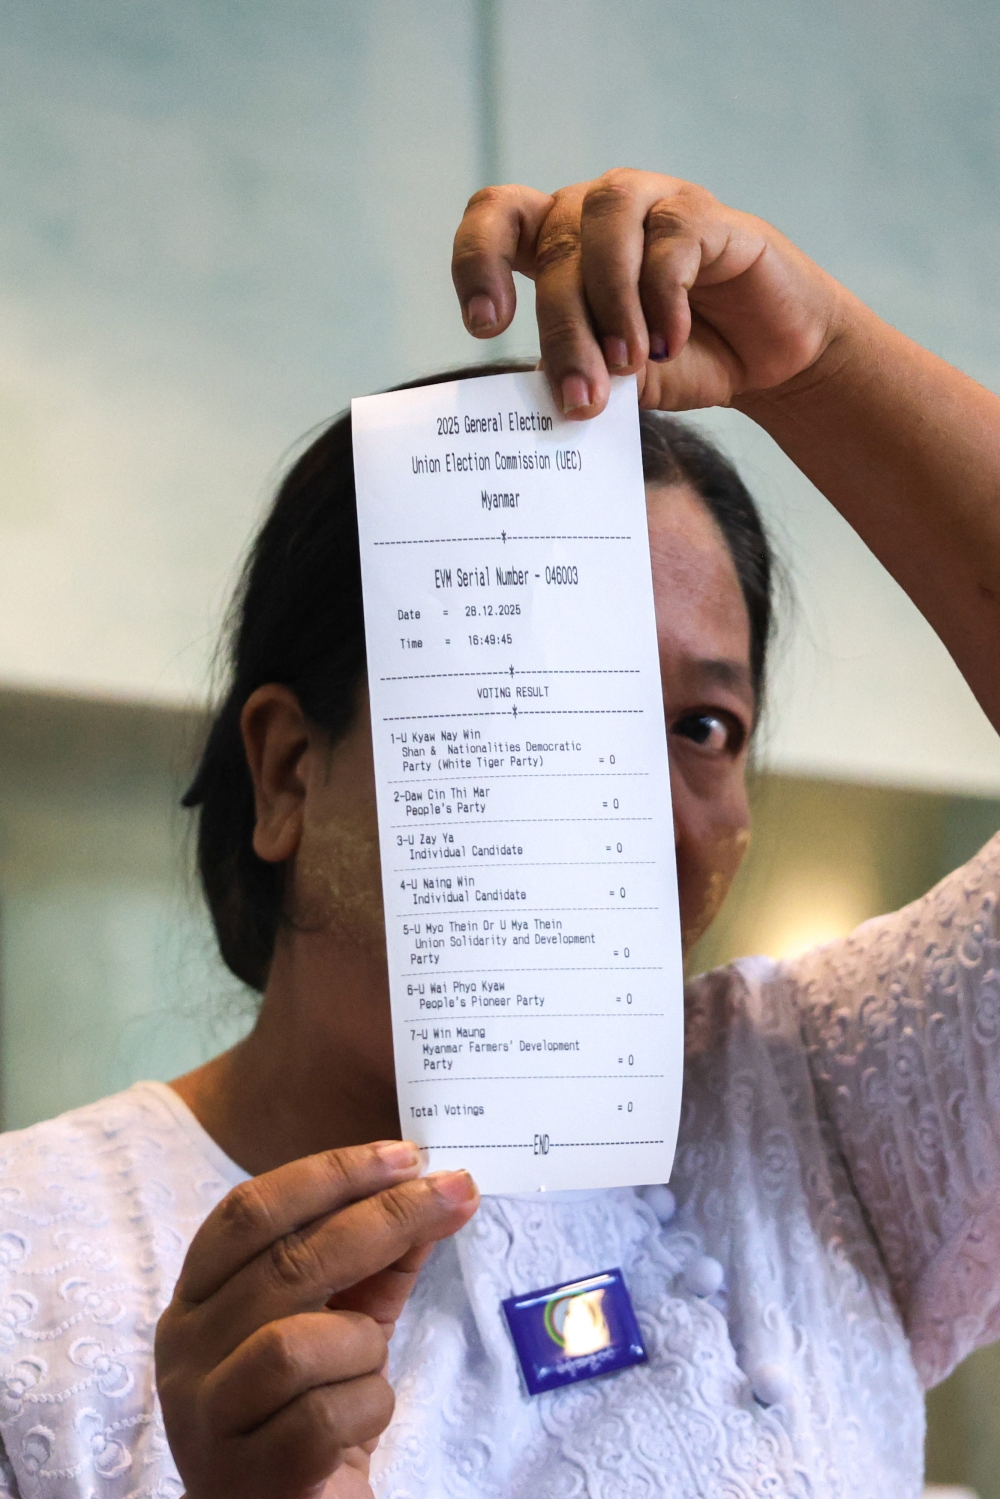 2025 General Election
Union Election Commission (UEC)
Myanmar
EVM Serial Number - 046003
Date = 28.12.2025
Time = 16:49:45
VOTING RESULT
1-U Kyaw Nay Win
Shan & Nationalities Democratic
Party (White Tiger Party) = 0
2-Daw Cin Thi Mar
People's Party = 0
3-U Zay Ya
Individual Candidate = 0
4-U Naing Win
Individual Candidate = 0
5-U Myo Thein Or U Mya Thein
Union Solidarity and Development
Party = 0
6-U Wai Phyo Kyaw
People's Pioneer Party = 0
7-U Win Maung
Myanmar Farmers' Development
Party = 0
Total Votings = 0
END